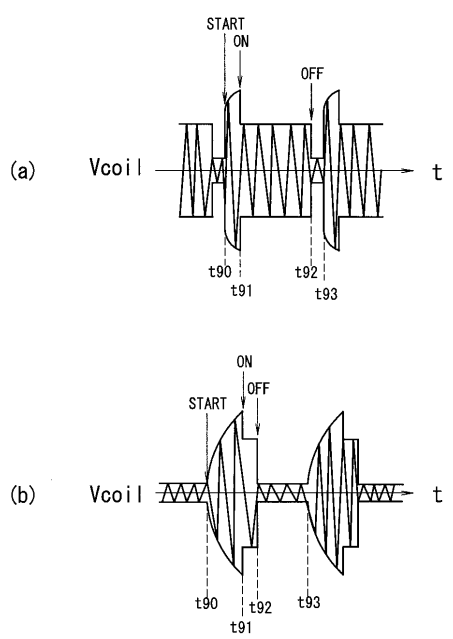 START
ON
OFF
(a)
Vcoil
t
t90
t92
t91
t93
ON
OFF
START
(b)
Vcoil
t
t90
t92
t93
t91